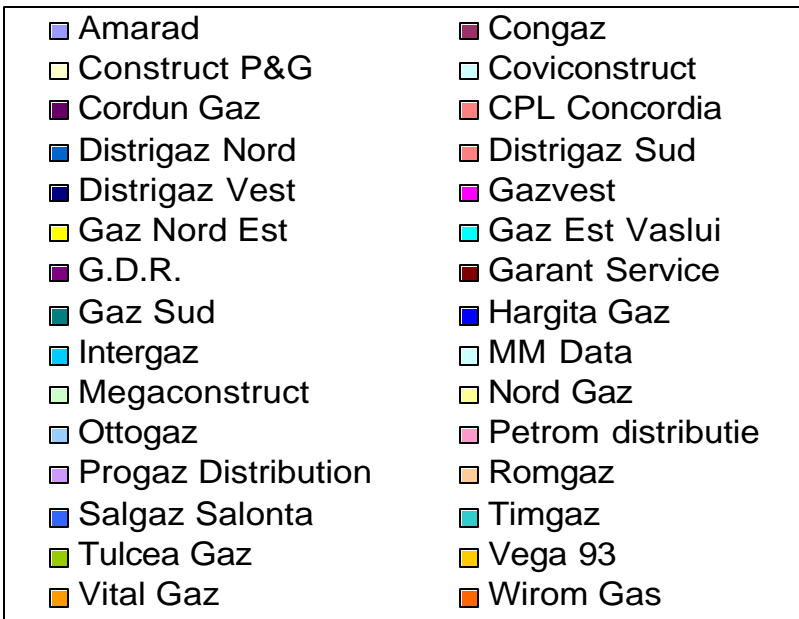 Amarad Congaz
Construct P&G Coviconstruct
Cordun Gaz CPL Concordia
Distrigaz Nord Distrigaz Sud
Distrigaz Vest Gazvest
Gaz Nord Est Gaz Est Vaslui
G.D.R. Garant Service
Gaz Sud Hargita Gaz
Intergaz MM Data
Megaconstruct Nord Gaz
Ottogaz Petrom distributie
Progaz Distribution Romgaz
Salgaz Salonta Timgaz
Tulcea Gaz Vega 93
Vital Gaz Wirom Gas